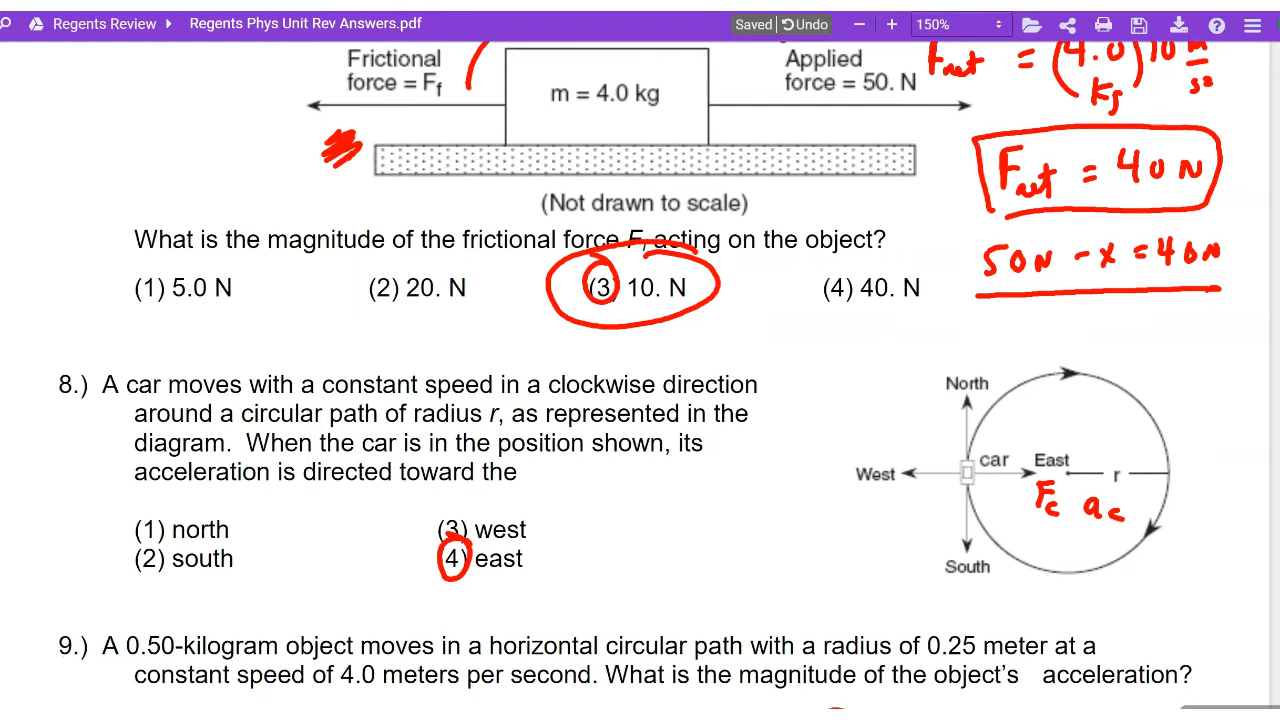 Regents Review ▸ Regents Phys Unit Rev Answers.pdf Saved Undo − + 150%
Frictional
force = Ff
m = 4.0 kg
Applied
force = 50. N
Fnet = (4.0 kg) 10 m/s²
Fnet = 40 N
(Not drawn to scale)
What is the magnitude of the frictional force Ff acting on the object?
50N - x = 40N
(1) 5.0 N (2) 20. N (3) 10. N (4) 40. N
8.) A car moves with a constant speed in a clockwise direction
around a circular path of radius r, as represented in the
diagram. When the car is in the position shown, its
acceleration is directed toward the
North
car East
West r
Fc ac
South
(1) north (3) west
(2) south (4) east
9.) A 0.50-kilogram object moves in a horizontal circular path with a radius of 0.25 meter at a
constant speed of 4.0 meters per second. What is the magnitude of the object's acceleration?